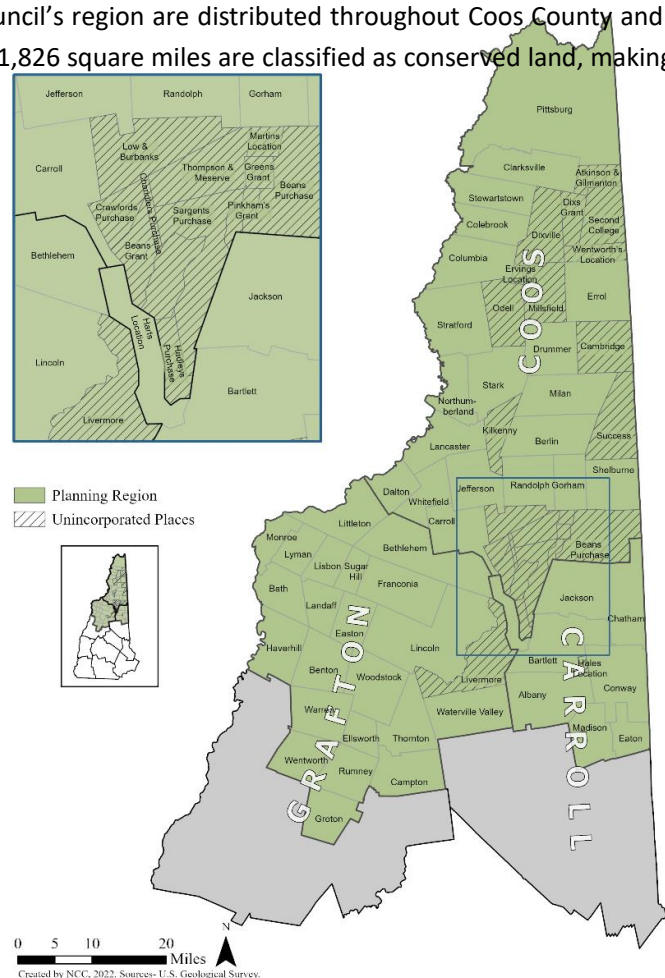 uncil’s region are distributed throughout Coos County and
1,826 square miles are classified as conserved land, making
Jefferson
Randolph
Gorham
Low &
Burbanks
Martins
Location
Thompson &
Meserve
Greens
Grant
Beans
Purchase
Carroll
Chandlers Purchase
Crawfords
Purchase
Sargents
Purchase
Pinkham's
Grant
Beans
Grant
Bethlehem
Jackson
Harts
Location
Hadleys
Purchase
Lincoln
Bartlett
Livermore
Planning Region
Unincorporated Places
Pittsburg
Clarksville
Atkinson &
Gilmanton
Stewartstown
Dixs
Grant
Second
College
Colebrook
Dixville
Wentworth's
Location
Columbia
Ervings
Location
COOS
Odell
Millsfield
Errol
Stratford
Drummer
Cambridge
Stark
Milan
Northum-
berland
Kilkenny
Berlin
Success
Lancaster
Shelburne
Dalton
Jefferson
Randolph
Gorham
Whitefield
Carroll
Littleton
Monroe
Bethlehem
Beans
Purchase
Lyman
Lisbon
Sugar
Hill
Bath
Franconia
Jackson
Landaff
Chatham
Easton
Haverhill
Lincoln
Bartlett
Hales
Location
Benton
Woodstock
Livermore
Albany
Conway
Warren
Waterville Valley
Madison
Ellsworth
Thornton
Eaton
Wentworth
Rumney
Campton
Groton
GRAFTON
CARROLL
N
0 5 10 20
Miles
Created by NCC, 2022. Sources- U.S. Geological Survey.